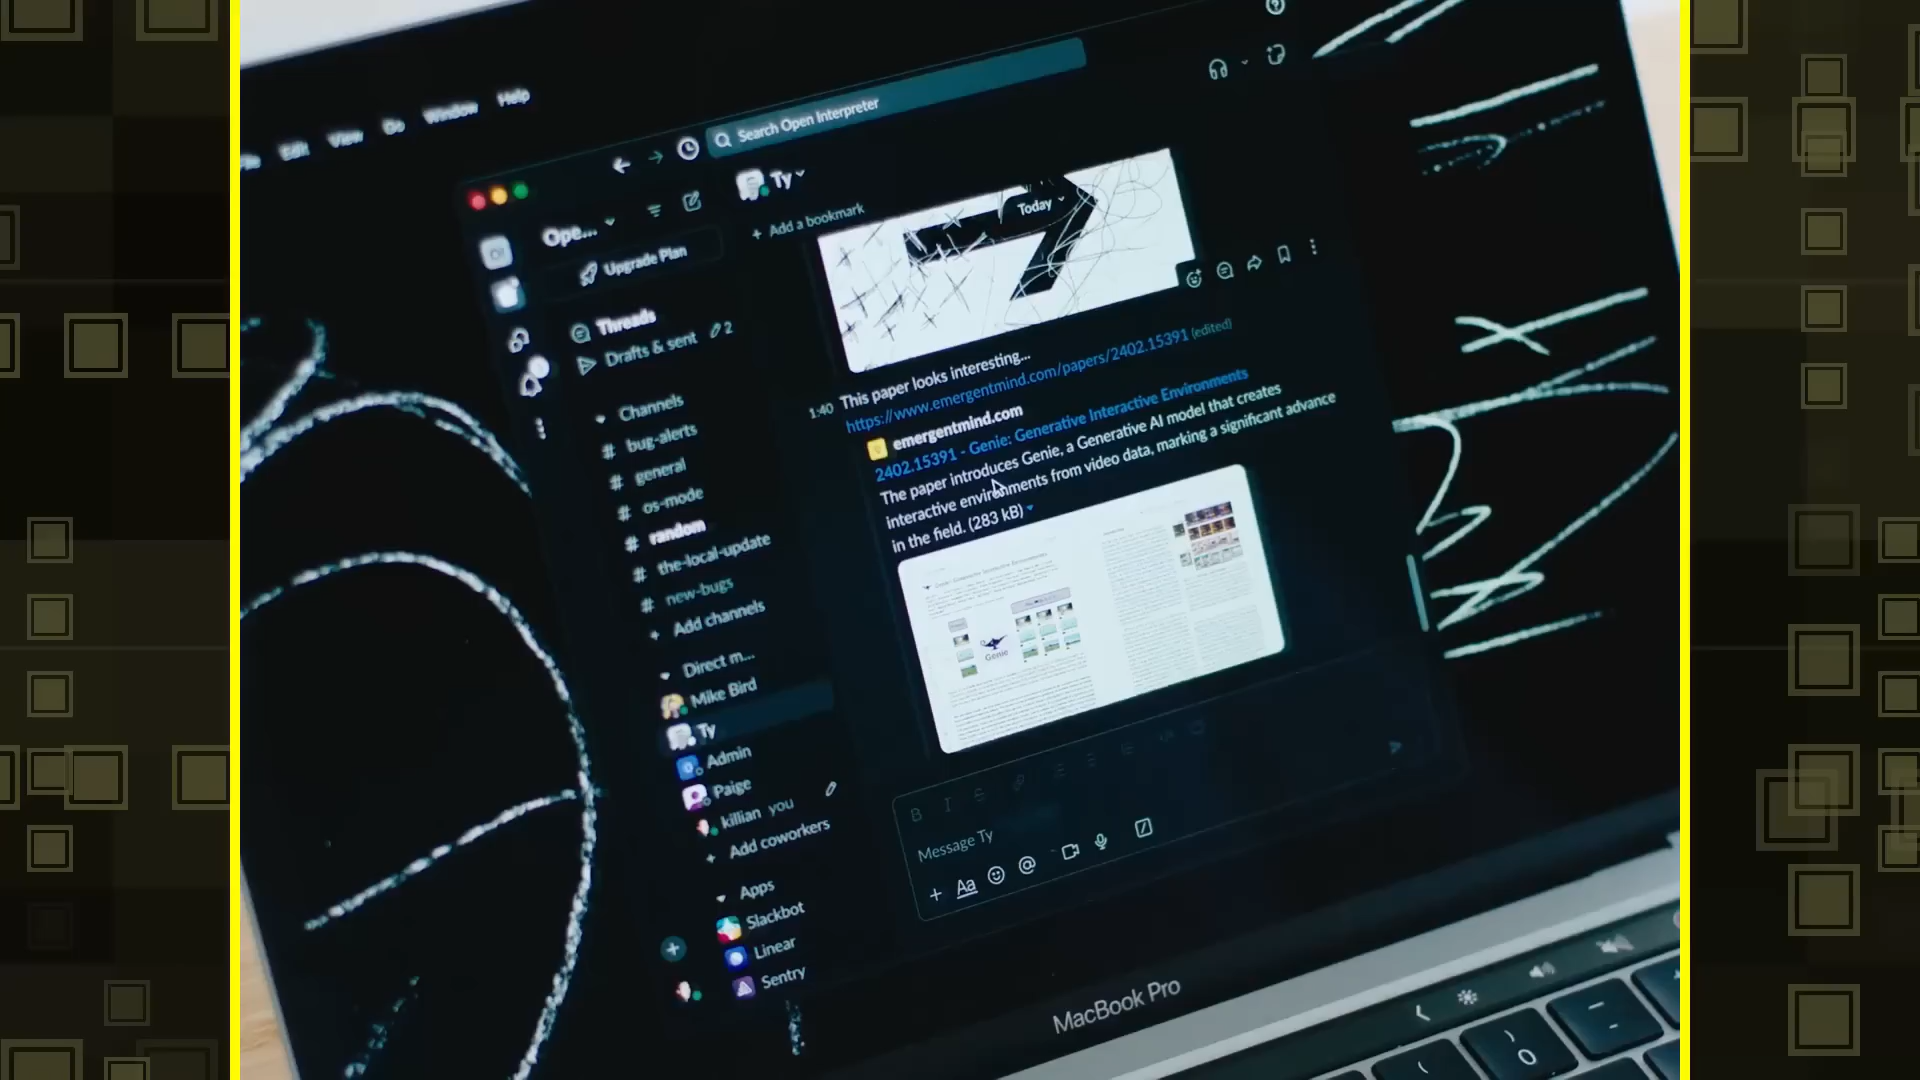 Edit View Go Window Help
Search Open Interpreter
Ty
Ope...
+ Add a bookmark
Today
Upgrade Plan
Threads
Drafts & sent 2
Channels
# bug-alerts
# general
# os-mode
# random
# the-local-update
# new-bugs
+ Add channels
Direct m...
Mike Bird
Ty
Admin
Paige
killian you
+ Add coworkers
Apps
Slackbot
Linear
Sentry
1:40 This paper looks interesting...
https://www.emergentmind.com/papers/2402.15391 (edited)
emergentmind.com
2402.15391 - Genie: Generative Interactive Environments
The paper introduces Genie, a Generative AI model that creates
interactive environments from video data, marking a significant advance
in the field. (283 kB)
Genie
B I S
Message Ty
+ Aa @
MacBook Pro